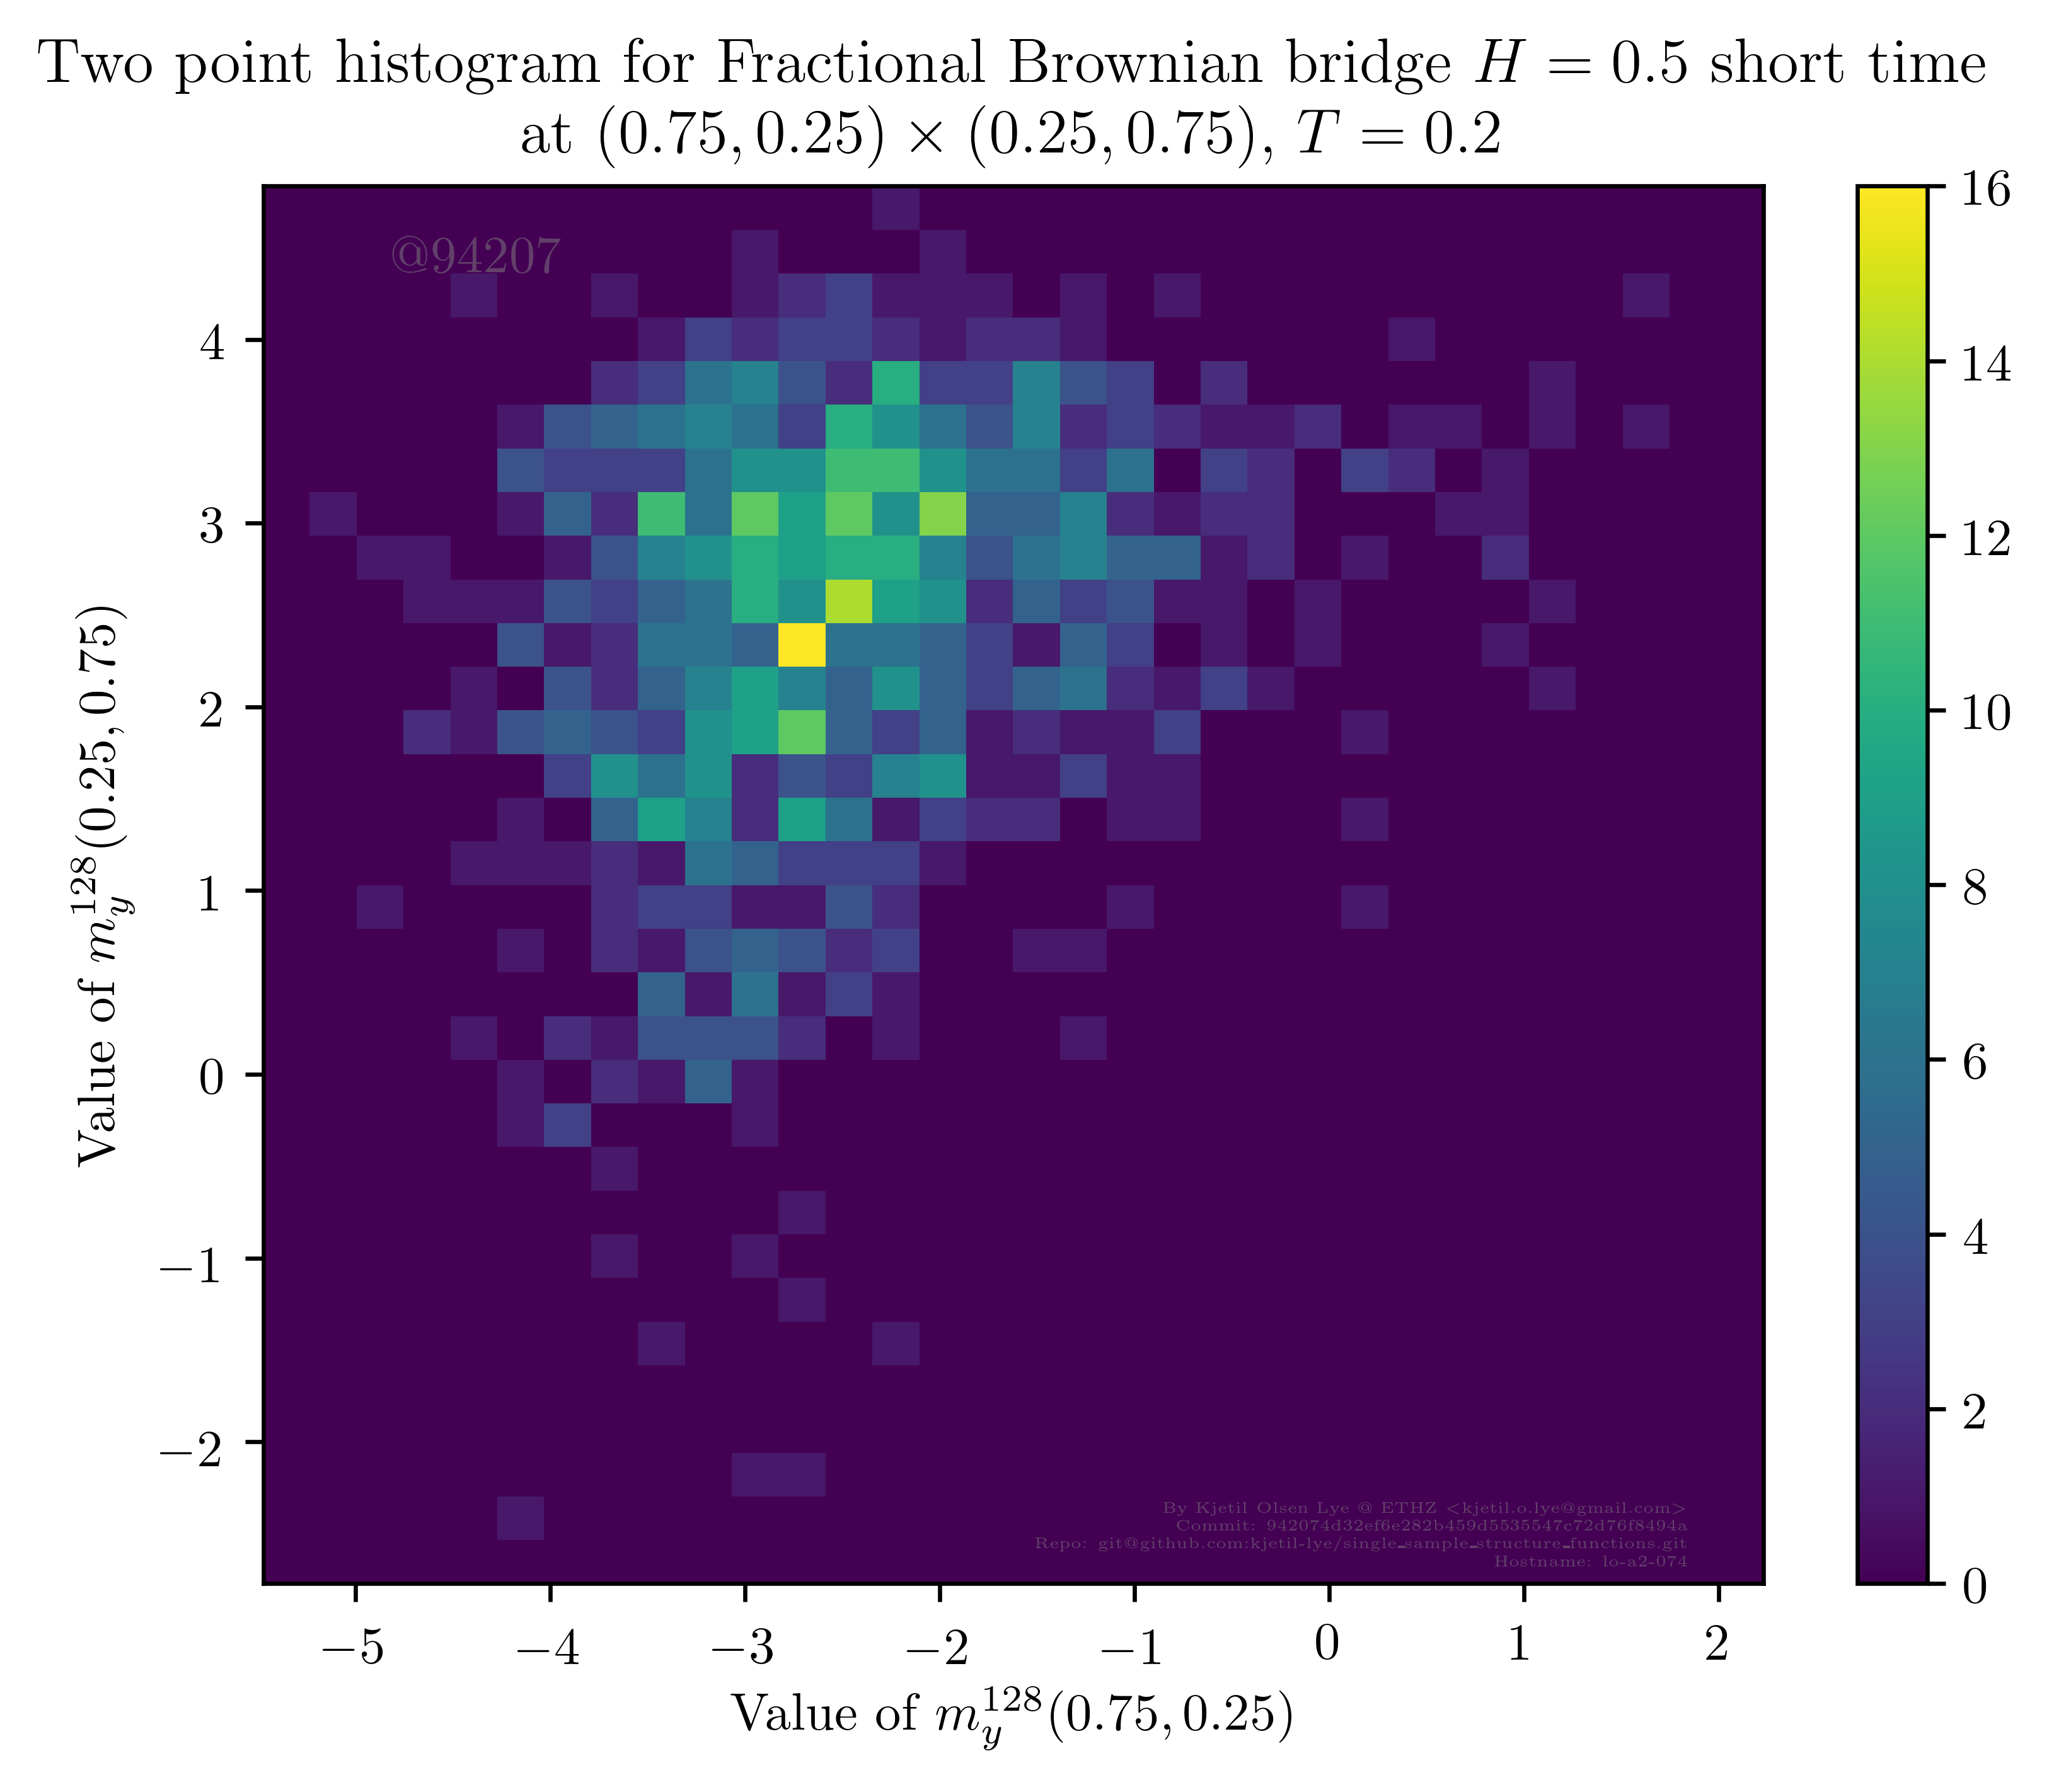 Two point histogram for Fractional Brownian bridge H = 0.5 short time
at (0.75, 0.25) × (0.25, 0.75), T = 0.2
@94207
16
14
12
10
8
6
4
2
0
4
3
2
1
0
−1
−2
Value of m_y^{128}(0.25, 0.75)
By Kjetil Olsen Lye @ ETHZ <kjetil.o.lye@gmail.com>
Commit: 942074d32ef6e282b459d5535547c72d76f8494a
Repo: git@github.com:kjetil-lye/single_sample_structure_functions.git
Hostname: lo-a2-074
−5 −4 −3 −2 −1 0 1 2
Value of m_y^{128}(0.75, 0.25)